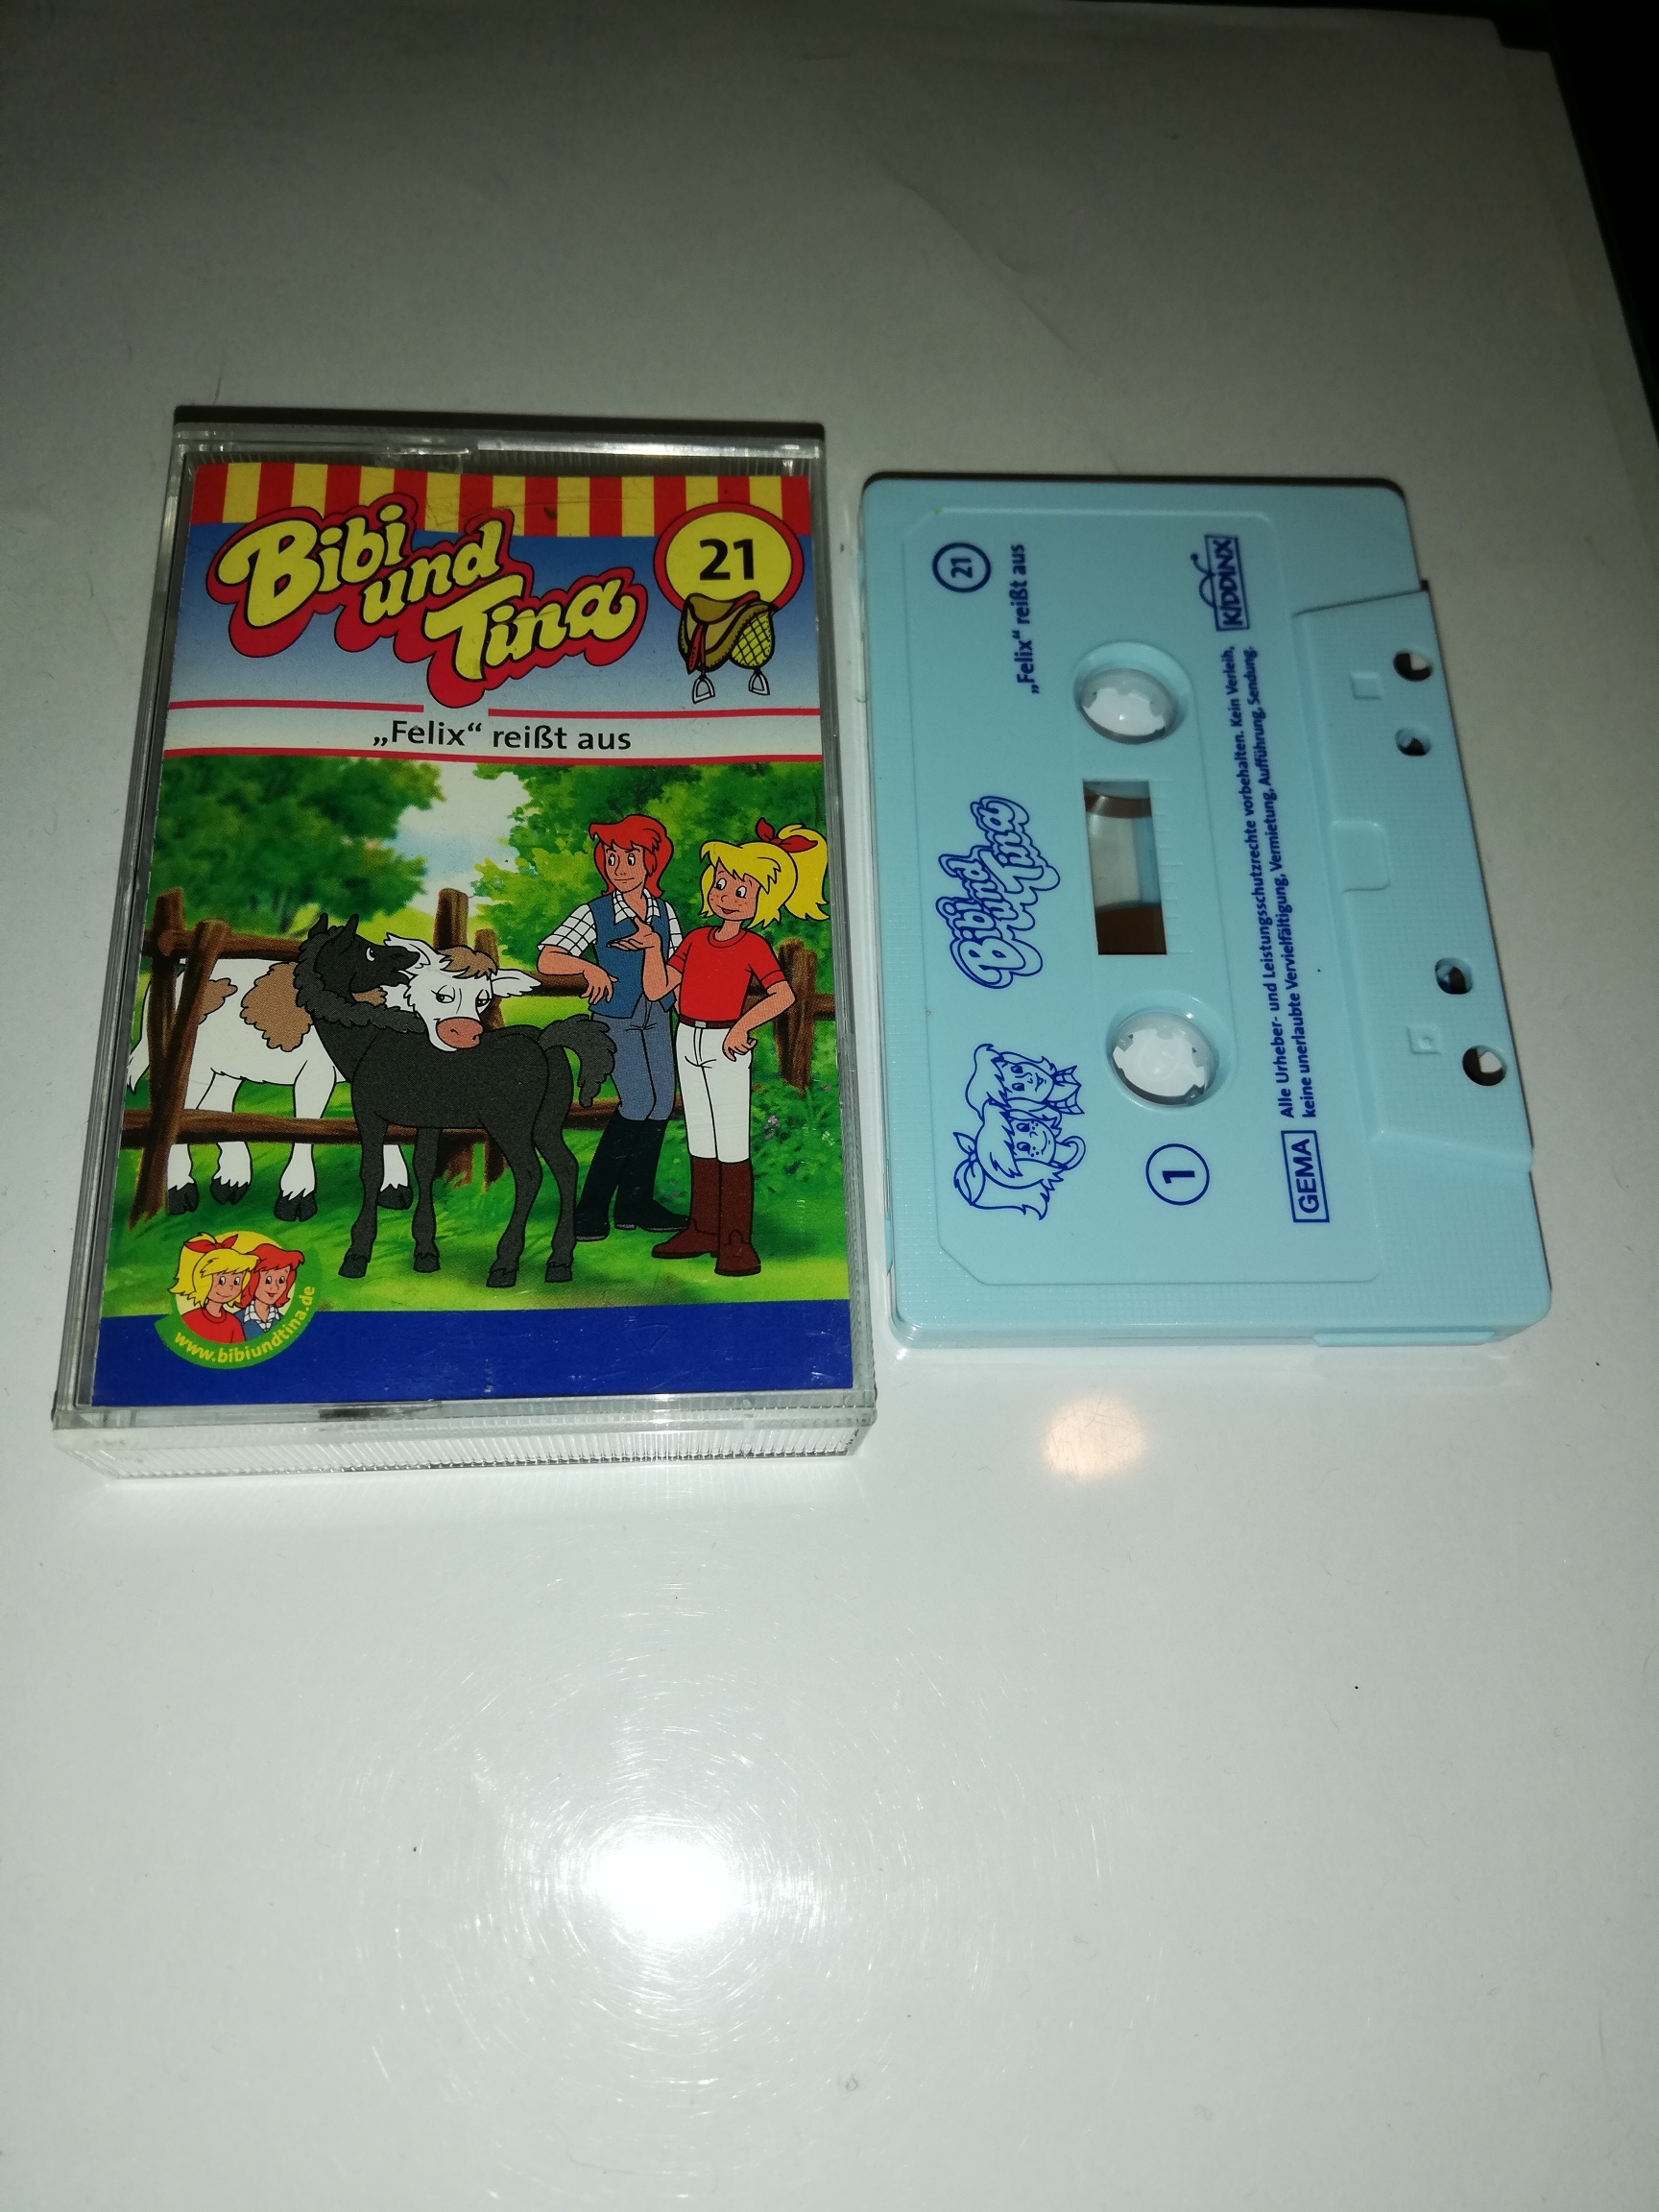 Bibi
und
Tina
21
„Felix“ reißt aus
www.bibiundtina.de
21
„Felix“ reißt aus
Bibi und
Tina
1
KIDDINX
GEMA
Alle Urheber- und Leistungsschutzrechte vorbehalten. Kein Verleih,
keine unerlaubte Vervielfältigung, Vermietung, Aufführung, Sendung.